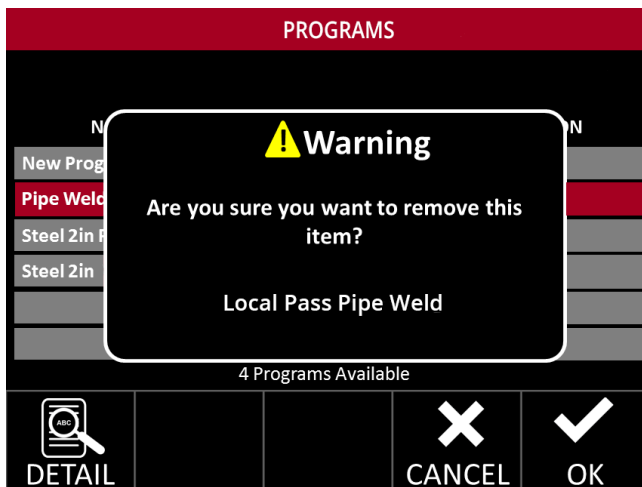 PROGRAMS
N
ON
Warning
New Prog
Pipe Weld
Are you sure you want to remove this
item?
Steel 2in
Steel 2in
Local Pass Pipe Weld
4 Programs Available
ABC
DETAIL
CANCEL
OK